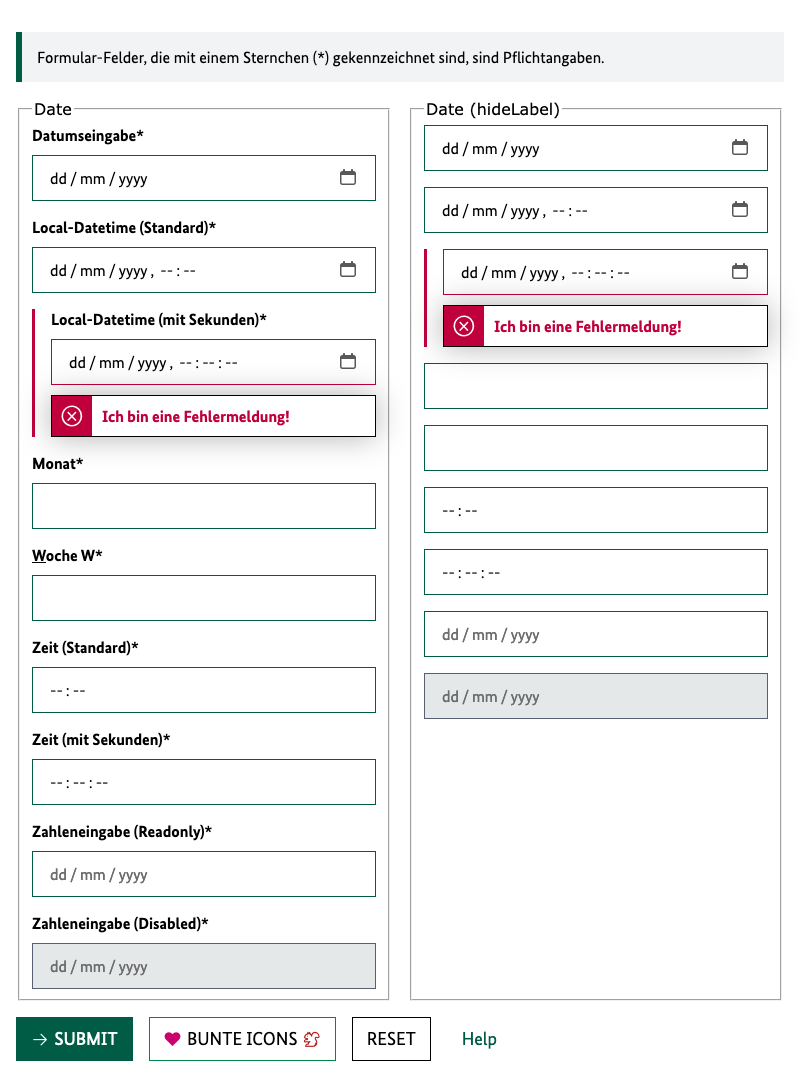 Formular-Felder, die mit einem Sternchen (*) gekennzeichnet sind, sind Pflichtangaben.
Date
Datumseingabe*
dd / mm / yyyy
Local-Datetime (Standard)*
dd / mm / yyyy , -- : --
Local-Datetime (mit Sekunden)*
dd / mm / yyyy , -- : -- : --
Ich bin eine Fehlermeldung!
Monat*
Woche W*
Zeit (Standard)*
-- : --
Zeit (mit Sekunden)*
-- : -- : --
Zahleneingabe (Readonly)*
dd / mm / yyyy
Zahleneingabe (Disabled)*
dd / mm / yyyy
Date (hideLabel)
dd / mm / yyyy
dd / mm / yyyy , -- : --
dd / mm / yyyy , -- : -- : --
Ich bin eine Fehlermeldung!
-- : --
-- : -- : --
dd / mm / yyyy
dd / mm / yyyy
SUBMIT
BUNTE ICONS
RESET
Help